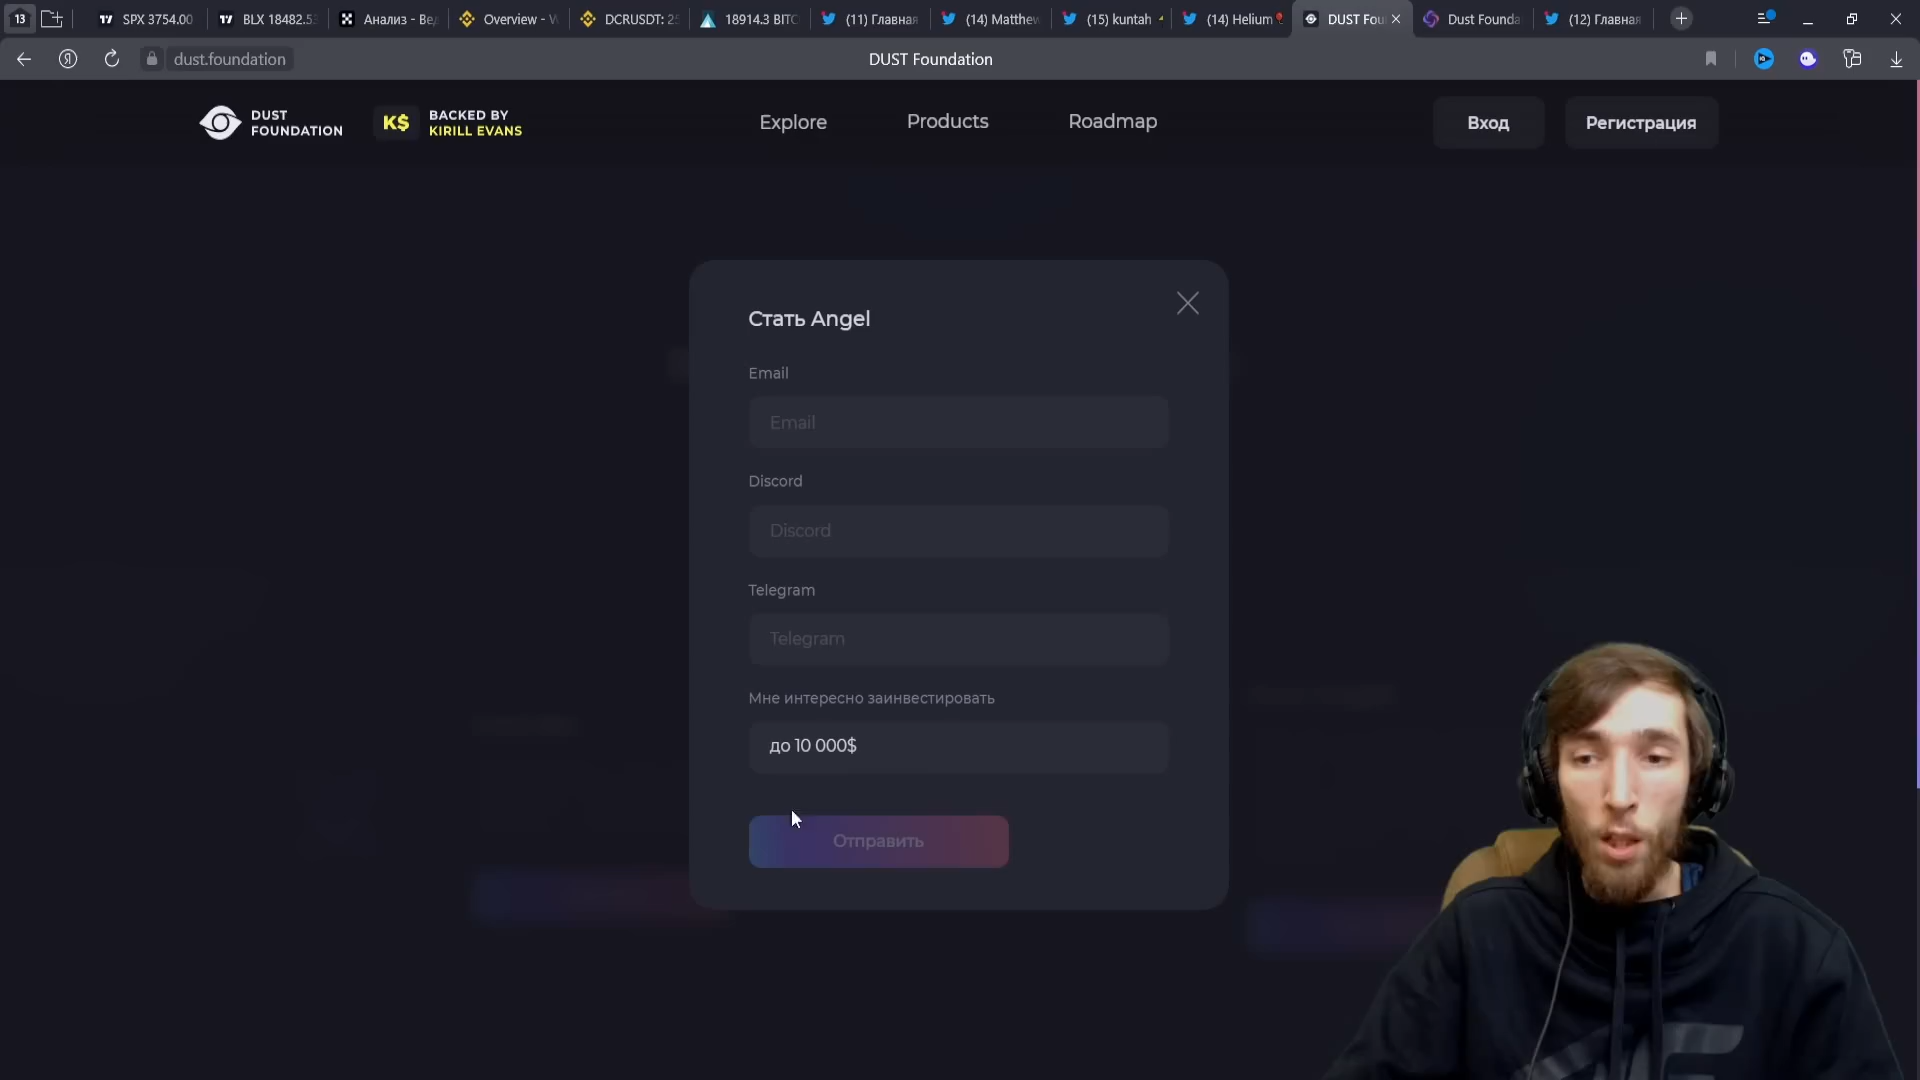 13
SPX 3754.00
BLX 18482.5
Анализ - Ве
Overview -
DCRUSDT: 2
18914.3 BITC
(11) Главная
(14) Matthew
(15) kuntah
(14) Helium
DUST Fou
Dust Founda
(12) Главная
dust.foundation
DUST Foundation
DUST
FOUNDATION
K$
BACKED BY
KIRILL EVANS
Explore
Products
Roadmap
Вход
Регистрация
Стать Angel
Email
Email
Discord
Discord
Telegram
Telegram
Мне интересно заинвестировать
до 10 000$
Отправить